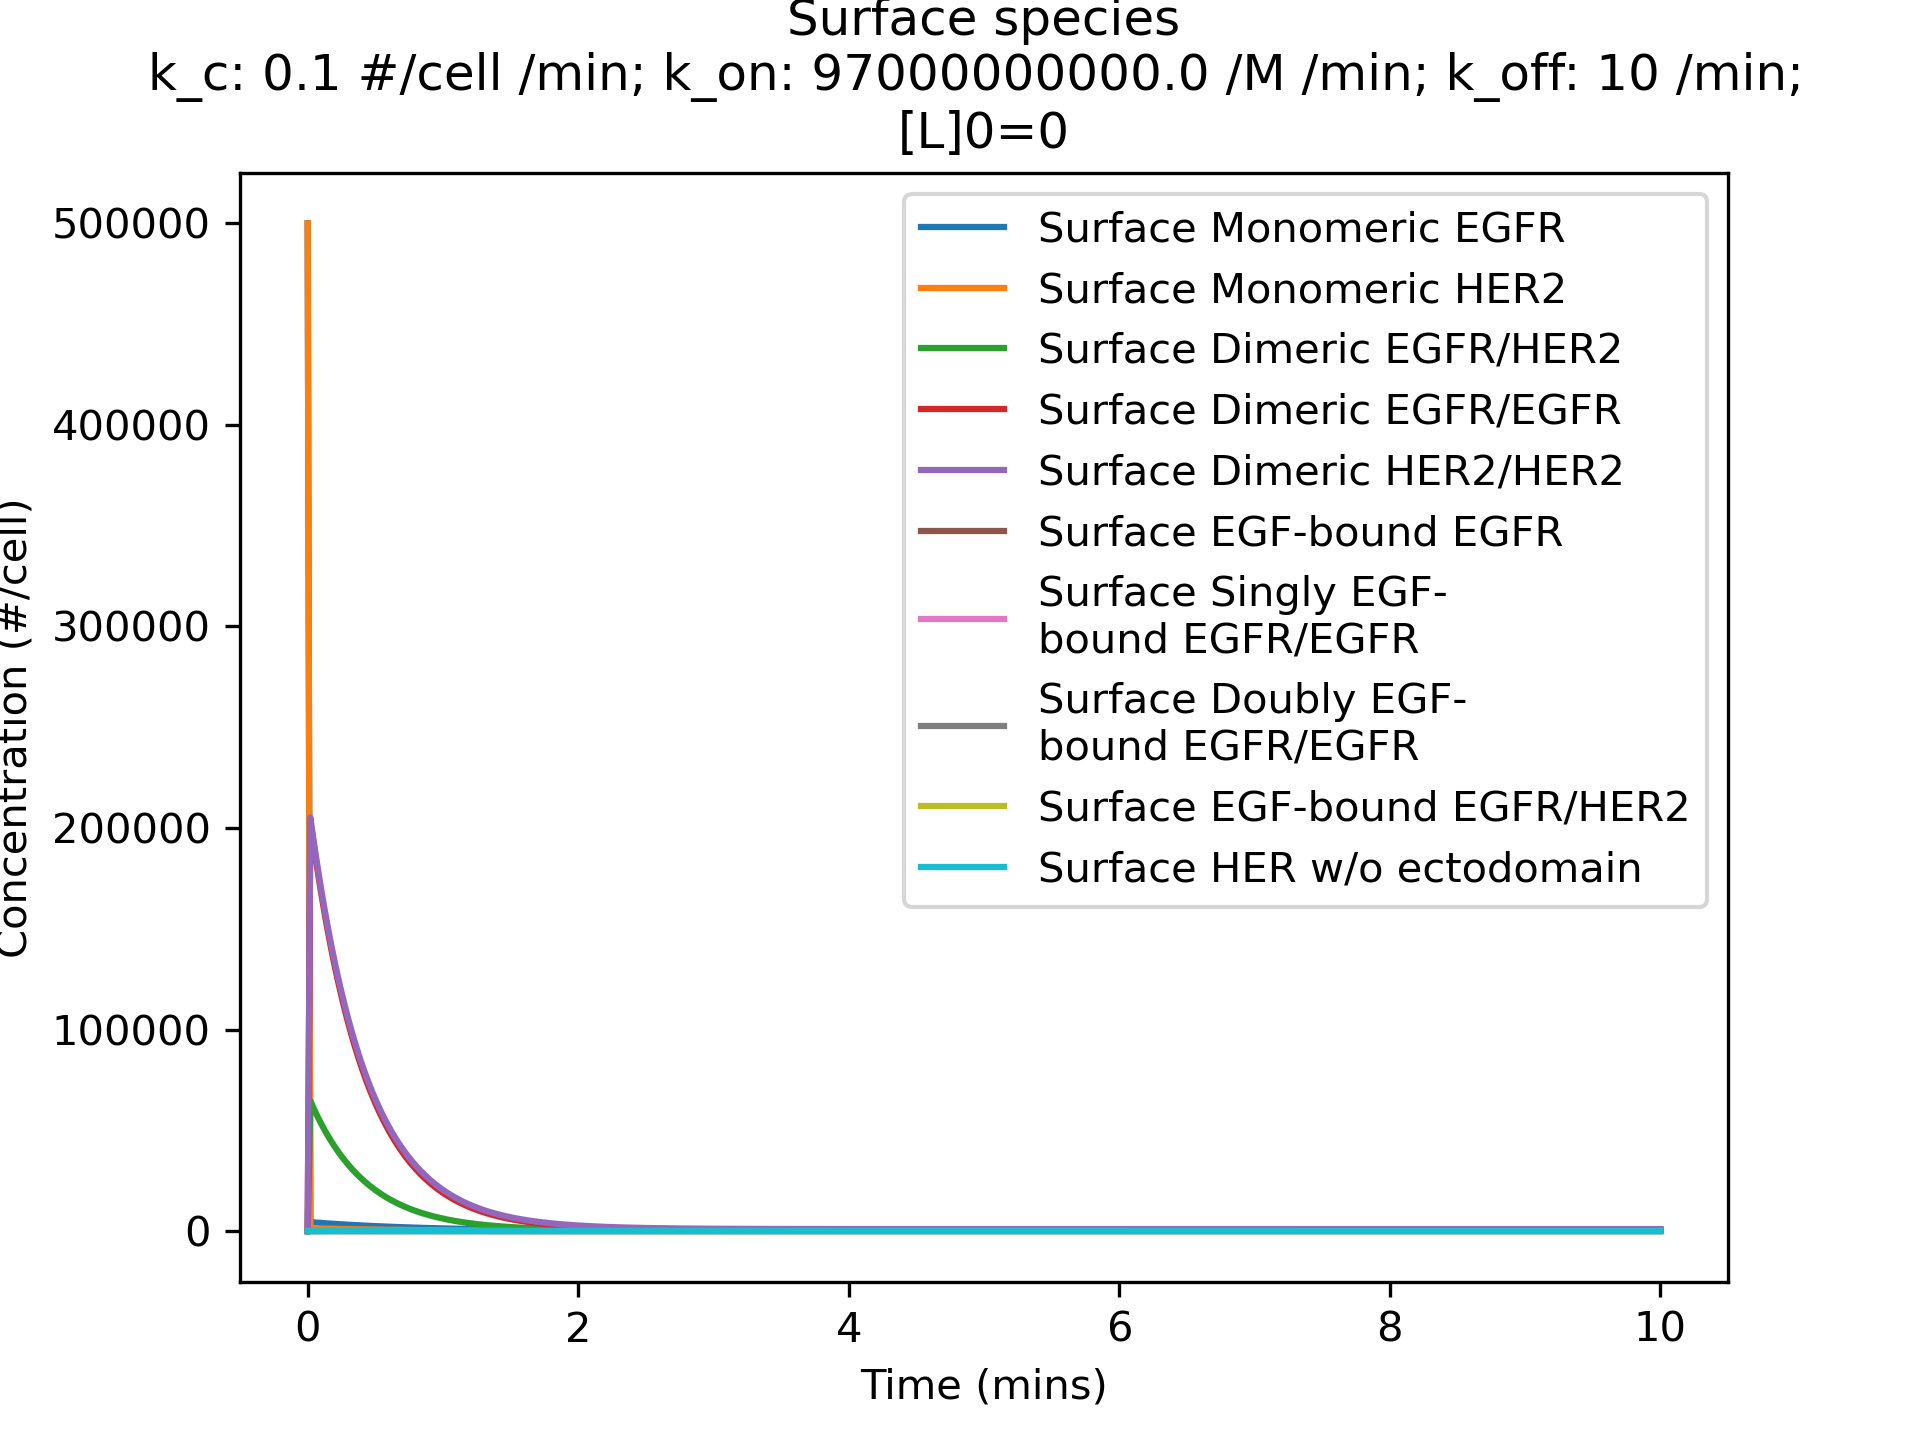 Surface species
k_c: 0.1 #/cell /min; k_on: 97000000000.0 /M /min; k_off: 10 /min;
[L]0=0
500000
400000
300000
200000
100000
0
Concentration (#/cell)
Surface Monomeric EGFR
Surface Monomeric HER2
Surface Dimeric EGFR/HER2
Surface Dimeric EGFR/EGFR
Surface Dimeric HER2/HER2
Surface EGF-bound EGFR
Surface Singly EGF-
bound EGFR/EGFR
Surface Doubly EGF-
bound EGFR/EGFR
Surface EGF-bound EGFR/HER2
Surface HER w/o ectodomain
0 2 4 6 8 10
Time (mins)